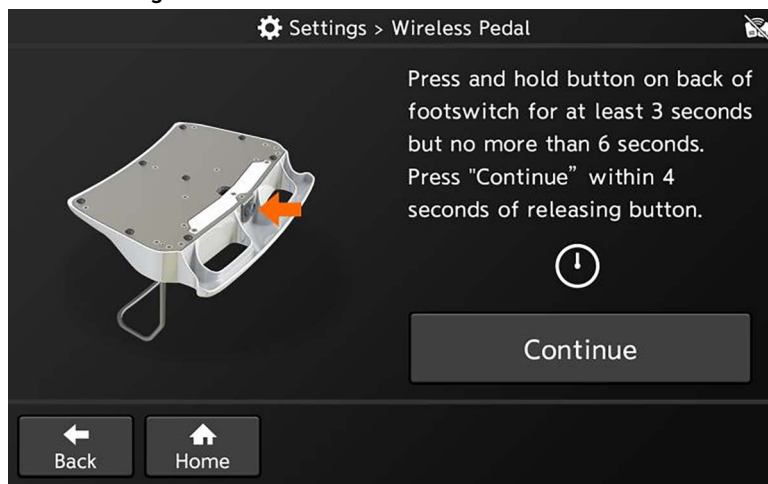 Settings > Wireless Pedal
Press and hold button on back of
footswitch for at least 3 seconds
but no more than 6 seconds.
Press "Continue” within 4
seconds of releasing button.
Continue
Back
Home